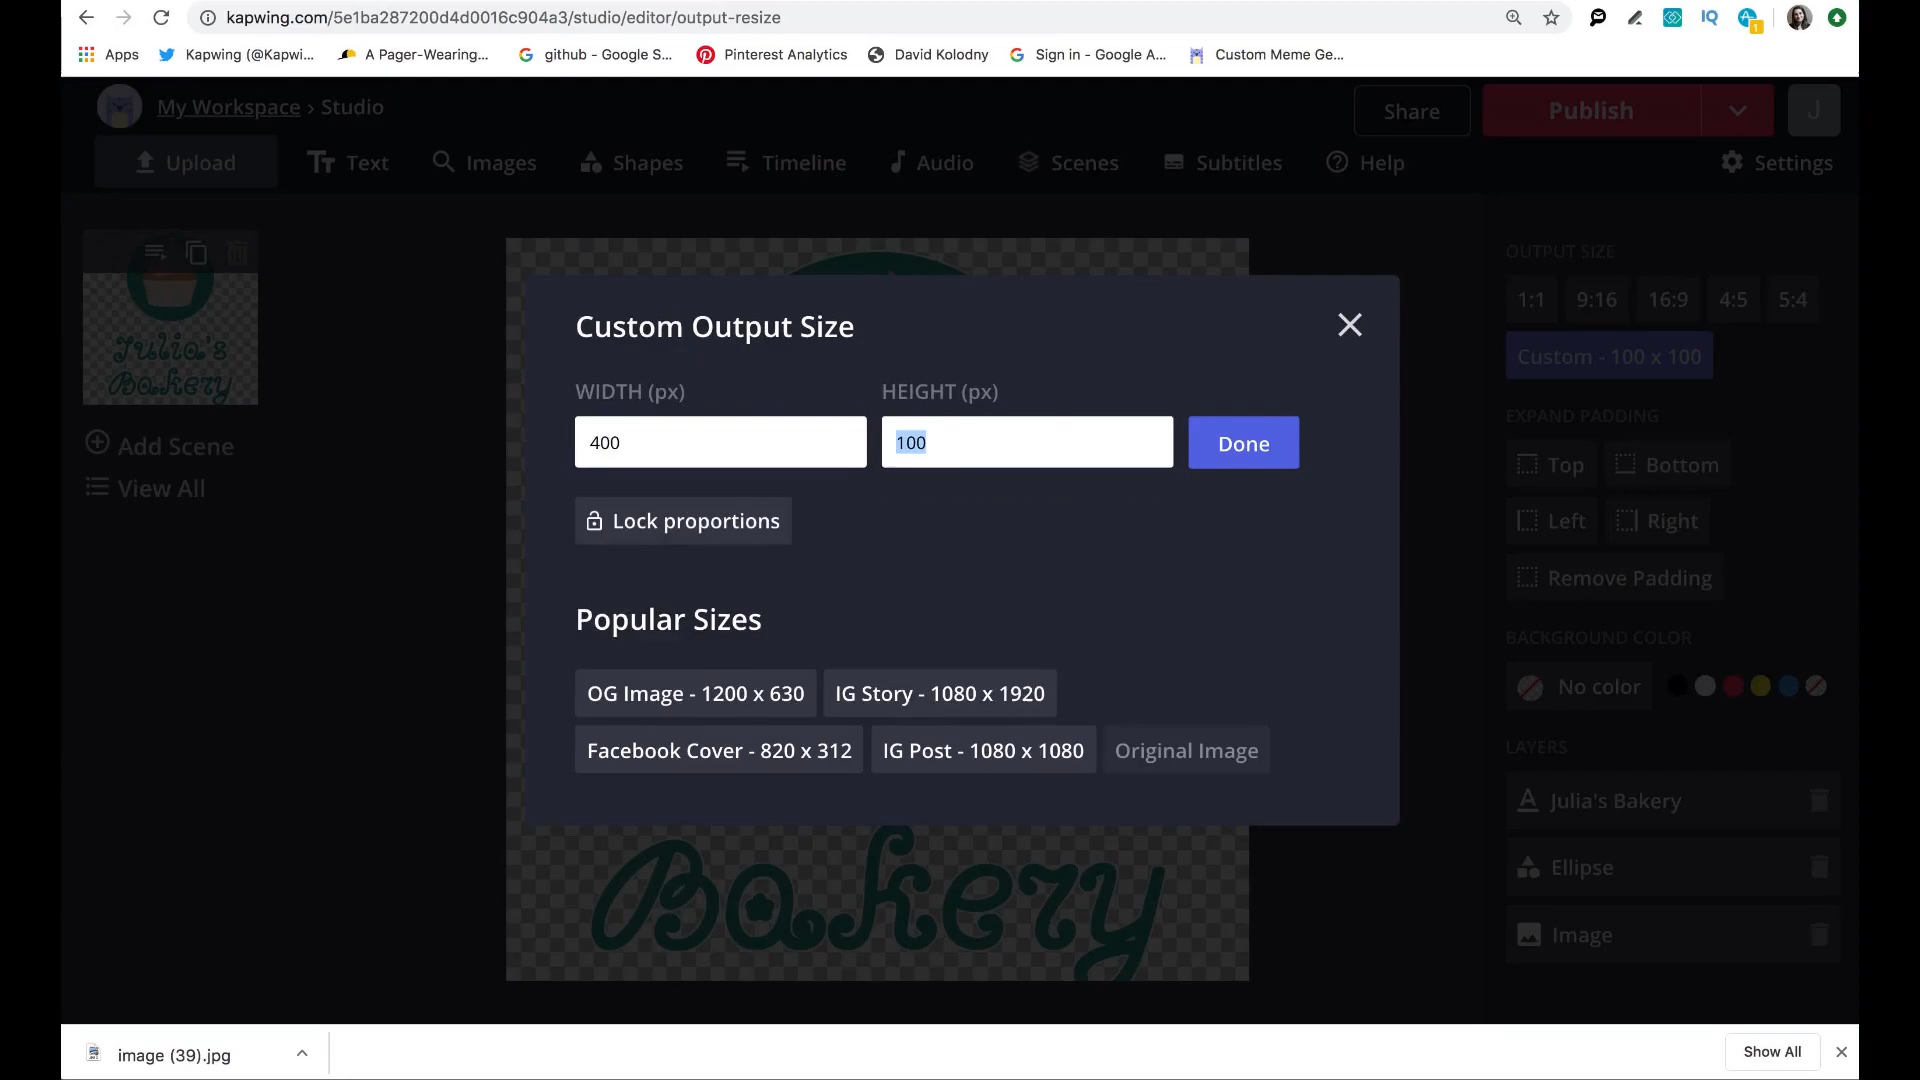 kapwing.com/5e1ba287200d4d0016c904a3/studio/editor/output-resize
IQ
1
Apps
Kapwing (@Kapwi...
A Pager-Wearing...
github - Google S...
Pinterest Analytics
David Kolodny
Sign in - Google A...
Custom Meme Ge...
My Workspace › Studio
Share
Publish
J
Upload
Text
Images
Shapes
Timeline
Audio
Scenes
Subtitles
Help
Settings
Julia's
Bakery
Add Scene
View All
Custom Output Size
WIDTH (px)
HEIGHT (px)
400
100
Done
Lock proportions
Popular Sizes
OG Image - 1200 x 630
IG Story - 1080 x 1920
Facebook Cover - 820 x 312
IG Post - 1080 x 1080
Original Image
Bakery
OUTPUT SIZE
1:1
9:16
16:9
4:5
5:4
Custom - 100 x 100
EXPAND PADDING
Top
Bottom
Left
Right
Remove Padding
BACKGROUND COLOR
No color
LAYERS
Julia's Bakery
Ellipse
Image
image (39).jpg
Show All